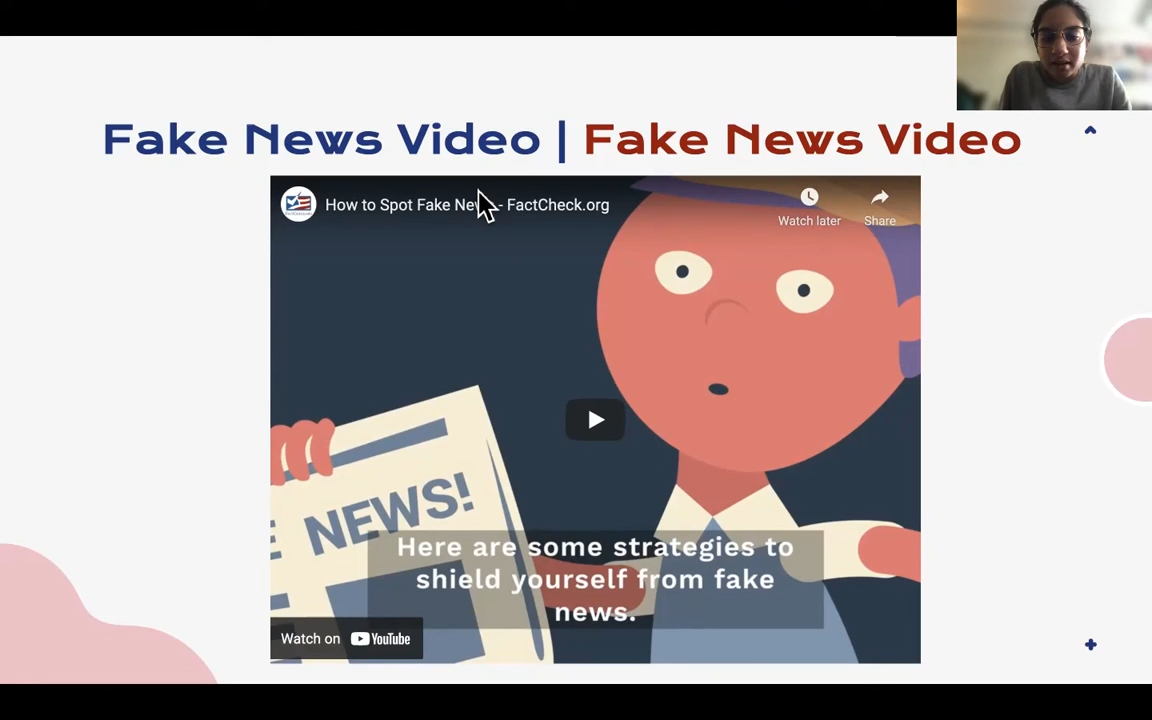 Fake News Video | Fake News Video
How to Spot Fake New - FactCheck.org
Watch later
Share
NEWS!
Here are some strategies to
shield yourself from fake
news.
Watch on YouTube